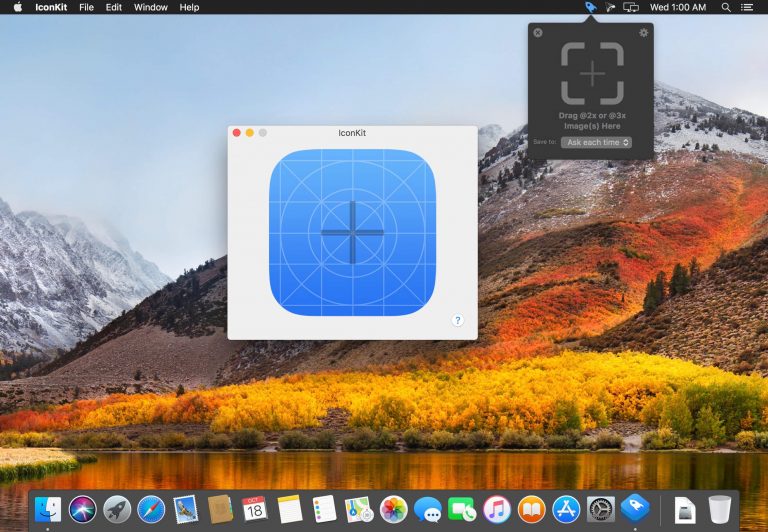 IconKit File Edit Window Help
Wed 1:00 AM
Drag @2x or @3x
Image(s) Here
Save to: Ask each time
IconKit
?
OCT
18